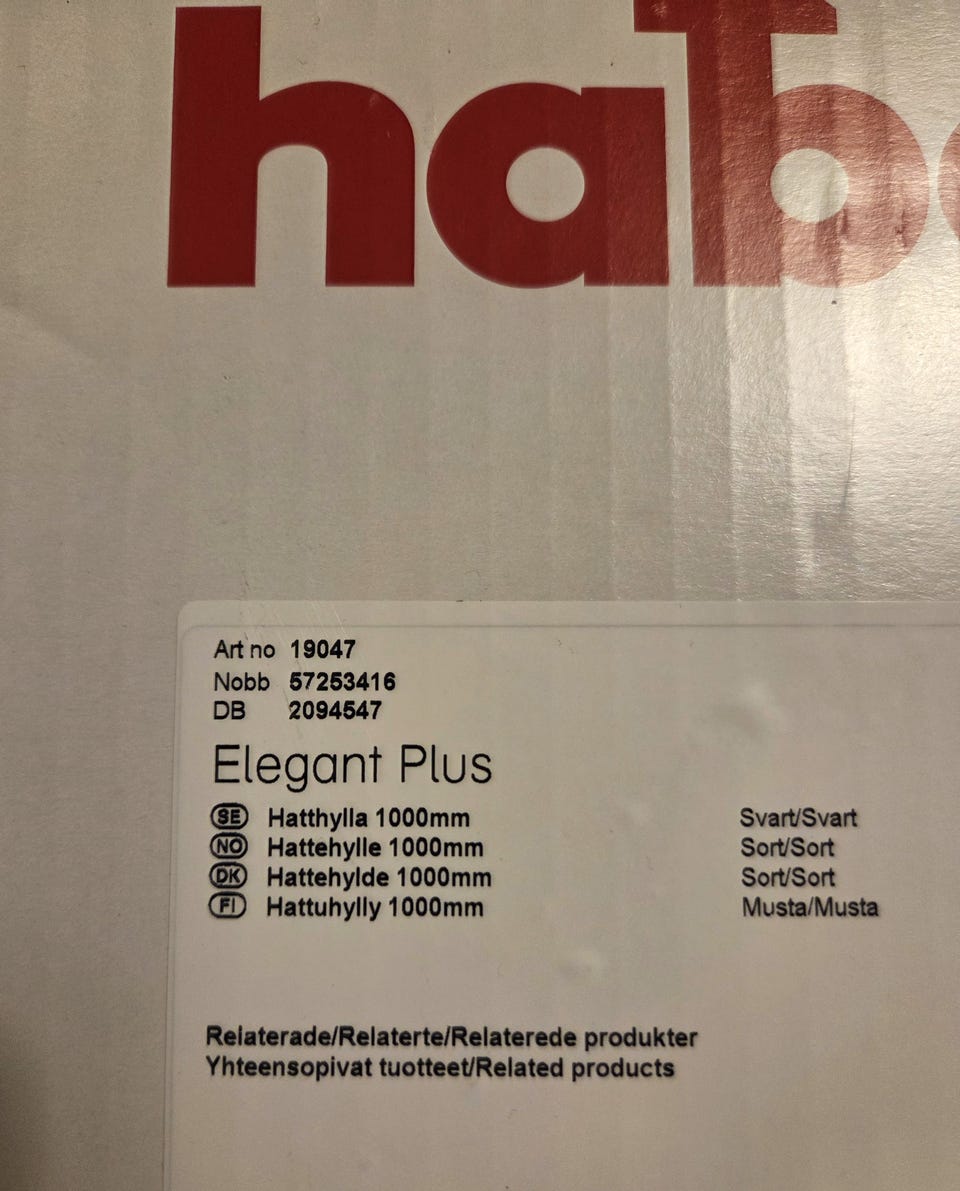 hab
Art no 19047
Nobb 57253416
DB 2094547
Elegant Plus
SE Hatthylla 1000mm Svart/Svart
NO Hattehylle 1000mm Sort/Sort
DK Hattehylde 1000mm Sort/Sort
FI Hattuhylly 1000mm Musta/Musta
Relaterade/Relaterte/Relaterede produkter
Yhteensopivat tuotteet/Related products